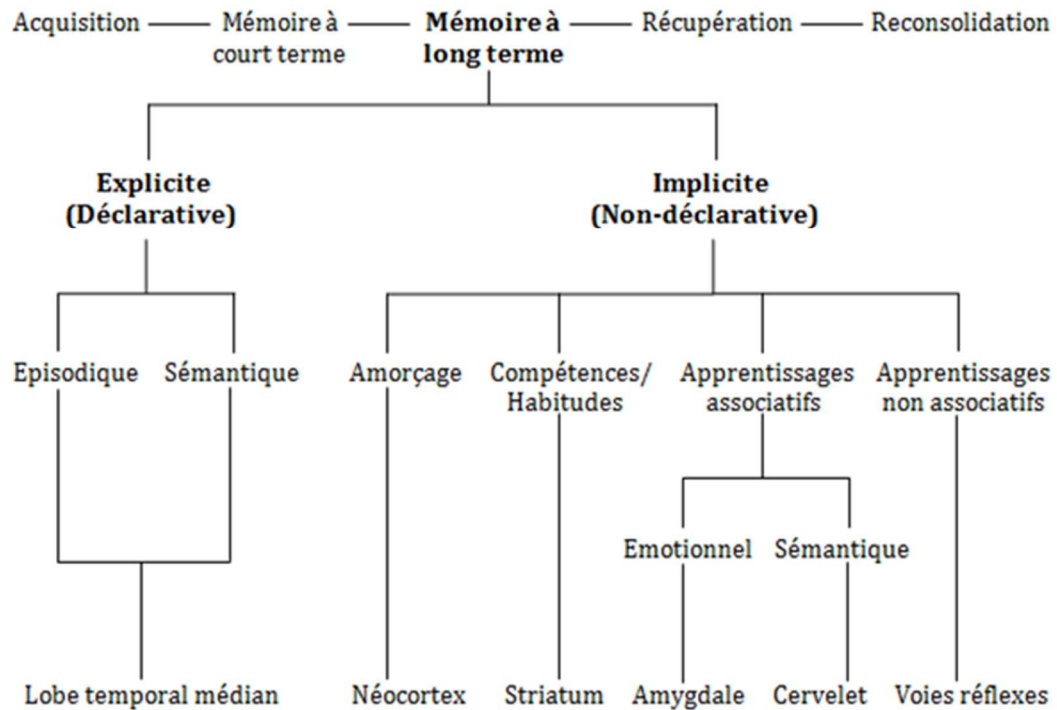 Acquisition Mémoire à court terme Mémoire à long terme Récupération Reconsolidation
Explicite
(Déclarative)
Implicite
(Non-déclarative)
Episodique
Sémantique
Amorçage
Compétences/
Habitudes
Apprentissages
associatifs
Apprentissages
non associatifs
Emotionnel
Sémantique
Lobe temporal médian
Néocortex
Striatum
Amygdale
Cervelet
Voies réflexes